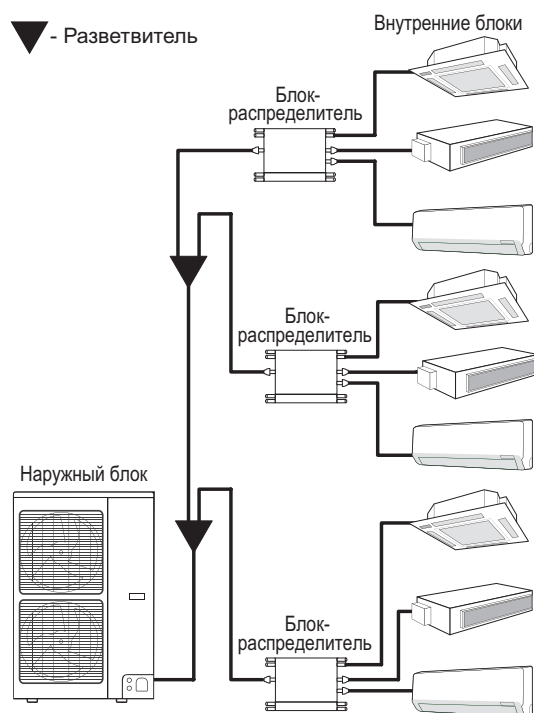 - Разветвитель
Внутренние блоки
Блок-
распределитель
Блок-
распределитель
Наружный блок
Блок-
распределитель